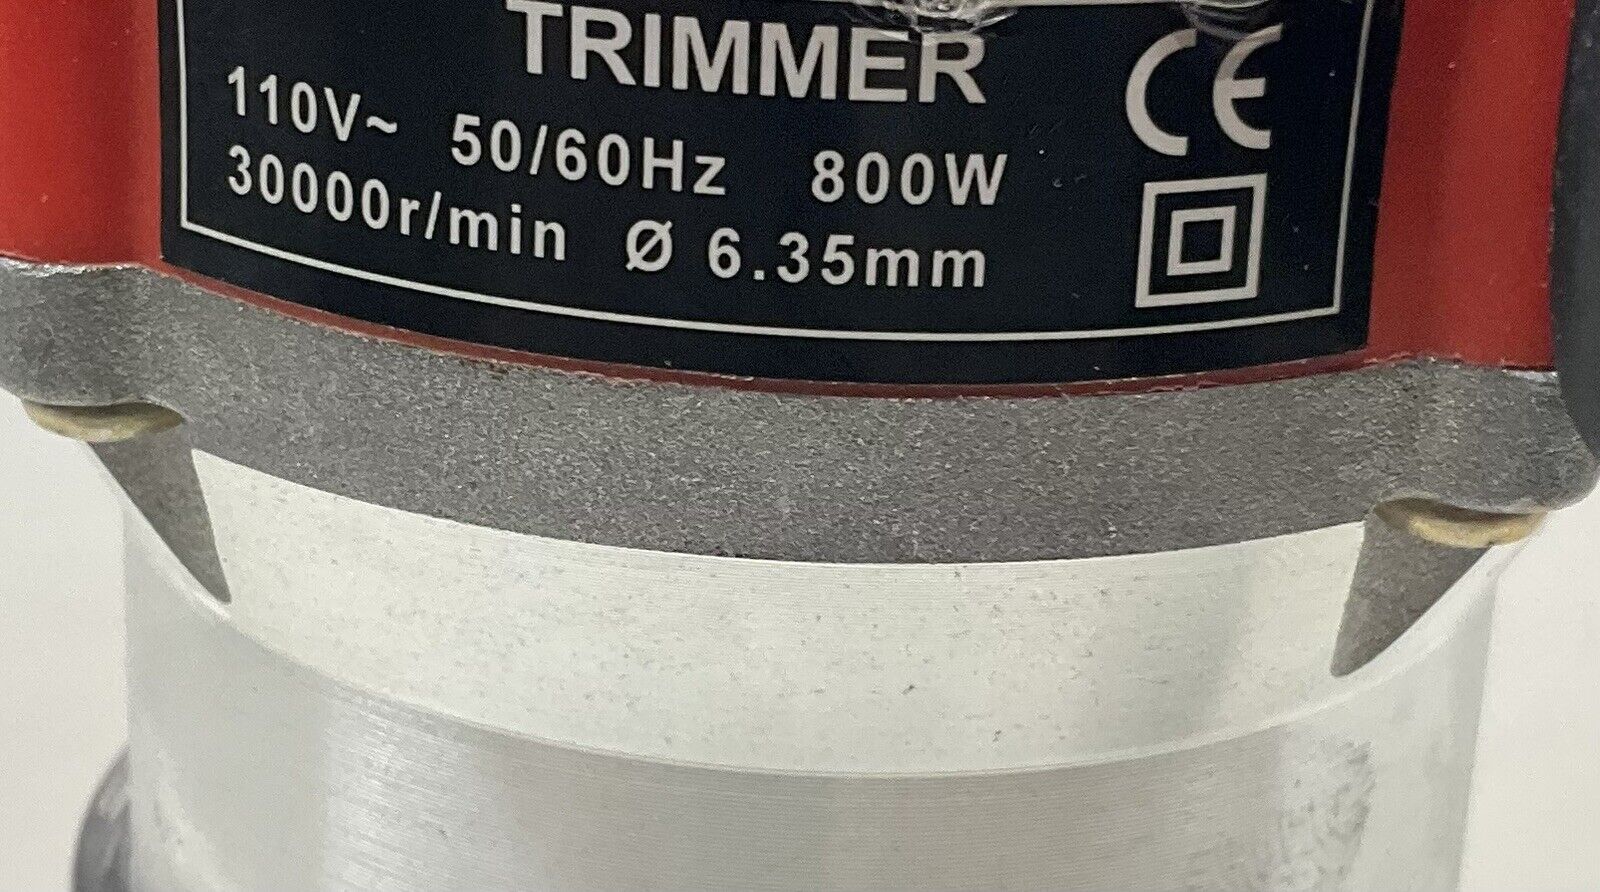 TRIMMER
CE
110V~ 50/60Hz 800W
30000r/min Ø 6.35mm